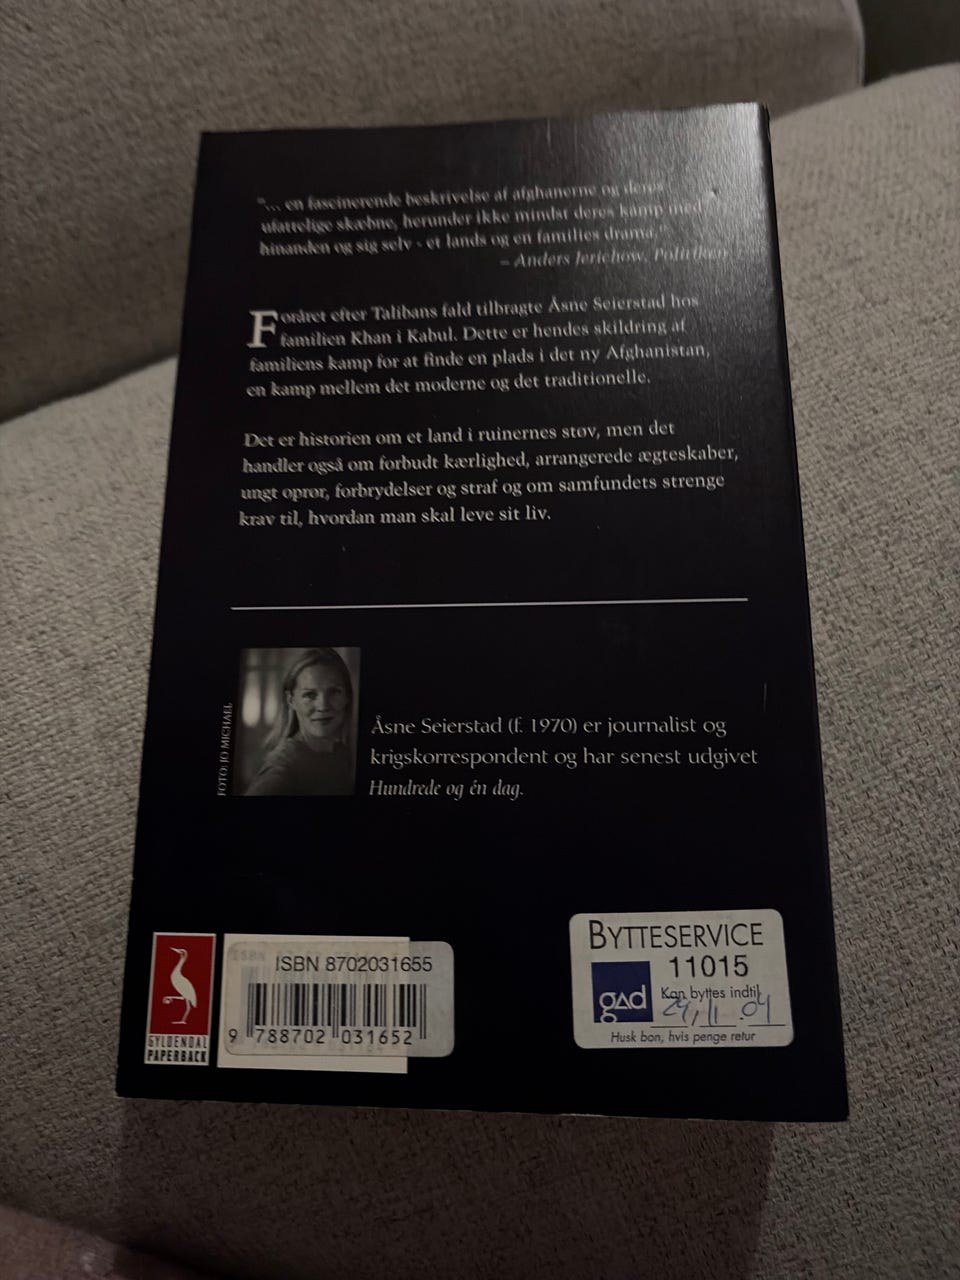 "... en fascinerende beskrivelse af afghanerne og deres
ufattelige skæbne, herunder ikke mindst deres kamp med
hinanden og sig selv - et lands og en families drama."
– Anders Jerichow, Politiken
Foråret efter Talibans fald tilbragte Åsne Seierstad hos
familien Khan i Kabul. Dette er hendes skildring af
familiens kamp for at finde en plads i det ny Afghanistan,
en kamp mellem det moderne og det traditionelle.
Det er historien om et land i ruinernes støv, men det
handler også om forbudt kærlighed, arrangerede ægteskaber,
ungt oprør, forbrydelser og straf og om samfundets strenge
krav til, hvordan man skal leve sit liv.
FOTO: JO MICHAEL
Åsne Seierstad (f. 1970) er journalist og
krigskorrespondent og har senest udgivet
Hundrede og én dag.
GYLDENDAL
PAPERBACK
ISBN
ISBN 8702031655
9 788702 031652
BYTTESERVICE
11015
gad
Kan byttes indtil
24, 11 .04
Husk bon, hvis penge retur